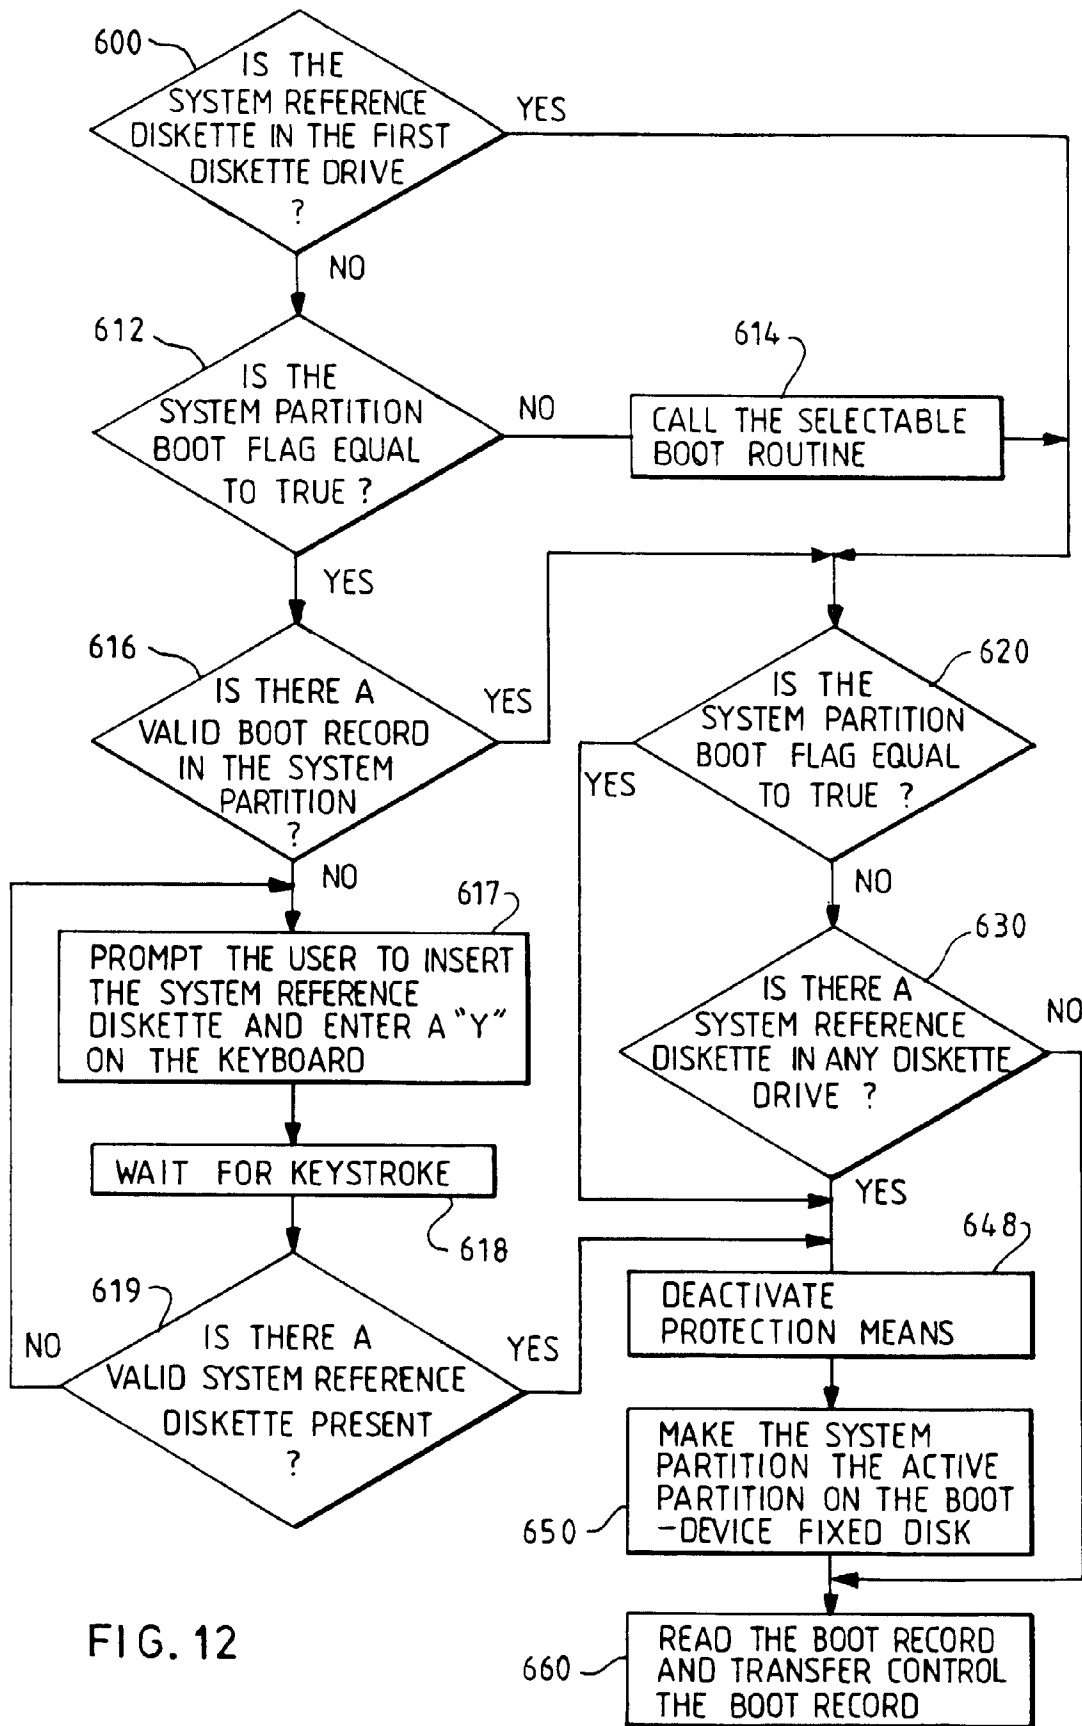 600
IS THE
SYSTEM REFERENCE
DISKETTE IN THE FIRST
DISKETTE DRIVE
?
YES
NO
612
IS THE
SYSTEM PARTITION
BOOT FLAG EQUAL
TO TRUE ?
NO
614
CALL THE SELECTABLE
BOOT ROUTINE
YES
616
IS THERE A
VALID BOOT RECORD
IN THE SYSTEM
PARTITION
?
YES
NO
620
IS THE
SYSTEM PARTITION
BOOT FLAG EQUAL
TO TRUE ?
YES
NO
617
PROMPT THE USER TO INSERT
THE SYSTEM REFERENCE
DISKETTE AND ENTER A "Y"
ON THE KEYBOARD
630
IS THERE A
SYSTEM REFERENCE
DISKETTE IN ANY DISKETTE
DRIVE ?
NO
YES
WAIT FOR KEYSTROKE
618
619
IS THERE A
VALID SYSTEM REFERENCE
DISKETTE PRESENT
?
NO
YES
648
DEACTIVATE
PROTECTION MEANS
MAKE THE SYSTEM
PARTITION THE ACTIVE
PARTITION ON THE BOOT
-DEVICE FIXED DISK
650
READ THE BOOT RECORD
AND TRANSFER CONTROL
THE BOOT RECORD
660
FIG. 12